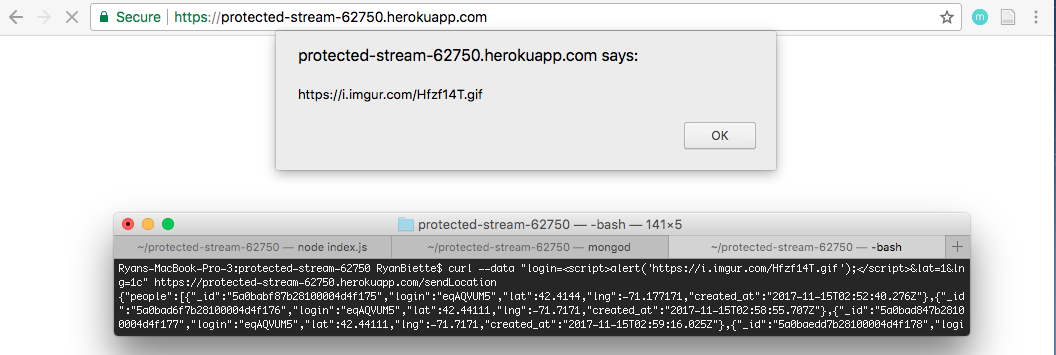 Secure https://protected-stream-62750.herokuapp.com
m
protected-stream-62750.herokuapp.com says:
https://i.imgur.com/Hfzf14T.gif
OK
protected-stream-62750 — -bash — 141×5
~/protected-stream-62750 — node index.js ~/protected-stream-62750 — mongod ~/protected-stream-62750 — -bash +
Ryans-MacBook-Pro-3:protected-stream-62750 RyanBiette$ curl --data "login=<script>alert('https://i.imgur.com/Hfzf14T.gif');</script>&lat=1&ln
g=1c" https://protected-stream-62750.herokuapp.com/sendLocation
{"people":[{"_id":"5a0babf87b28100004d4f175","login":"eqAQVUM5","lat":42.4144,"lng":-71.177171,"created_at":"2017-11-15T02:52:40.276Z"},{"_id
":"5a0bad6f7b28100004d4f176","login":"eqAQVUM5","lat":42.44111,"lng":-71.7171,"created_at":"2017-11-15T02:58:55.707Z"},{"_id":"5a0bad847b2810
0004d4f177","login":"eqAQVUM5","lat":42.44111,"lng":-71.7171,"created_at":"2017-11-15T02:59:16.025Z"},{"_id":"5a0baedd7b28100004d4f178","logi